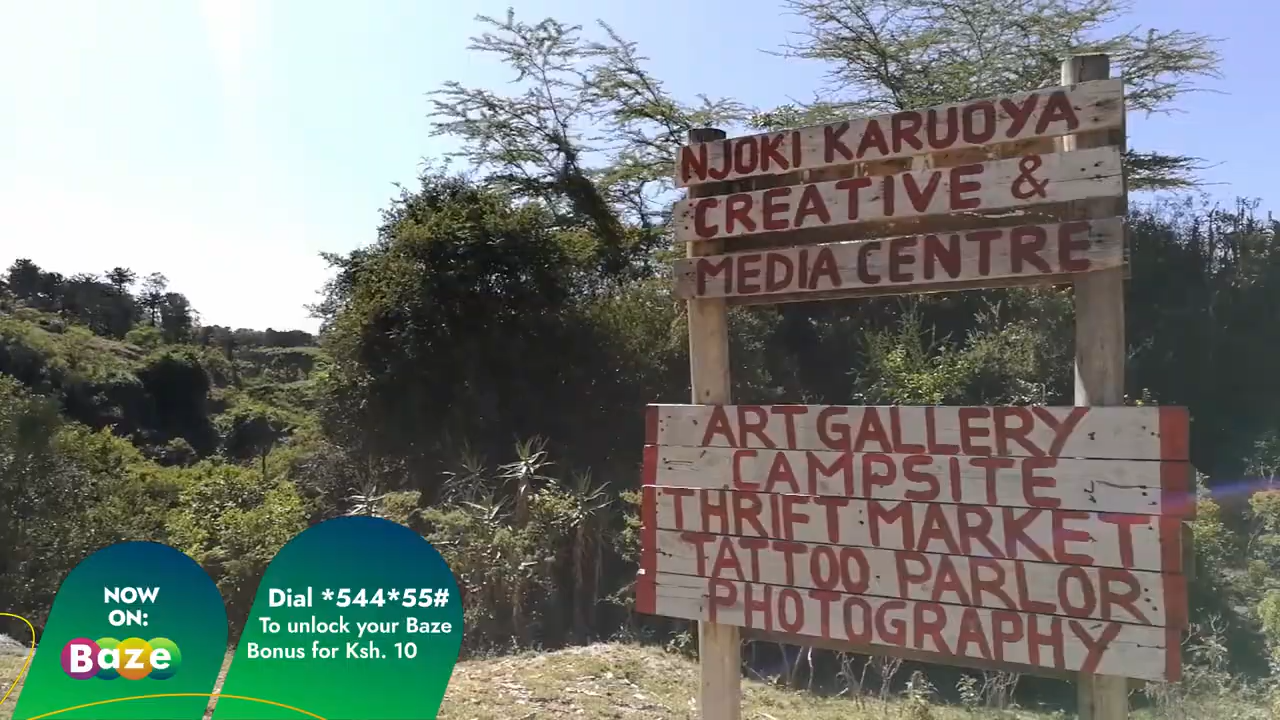 NJOKI KARUOYA
CREATIVE &
MEDIA CENTRE
ART GALLERY
CAMPSITE
THRIFT MARKET
TATTOO PARLOR
PHOTOGRAPHY
NOW
ON:
Baze
Dial *544*55#
To unlock your Baze
Bonus for Ksh. 10